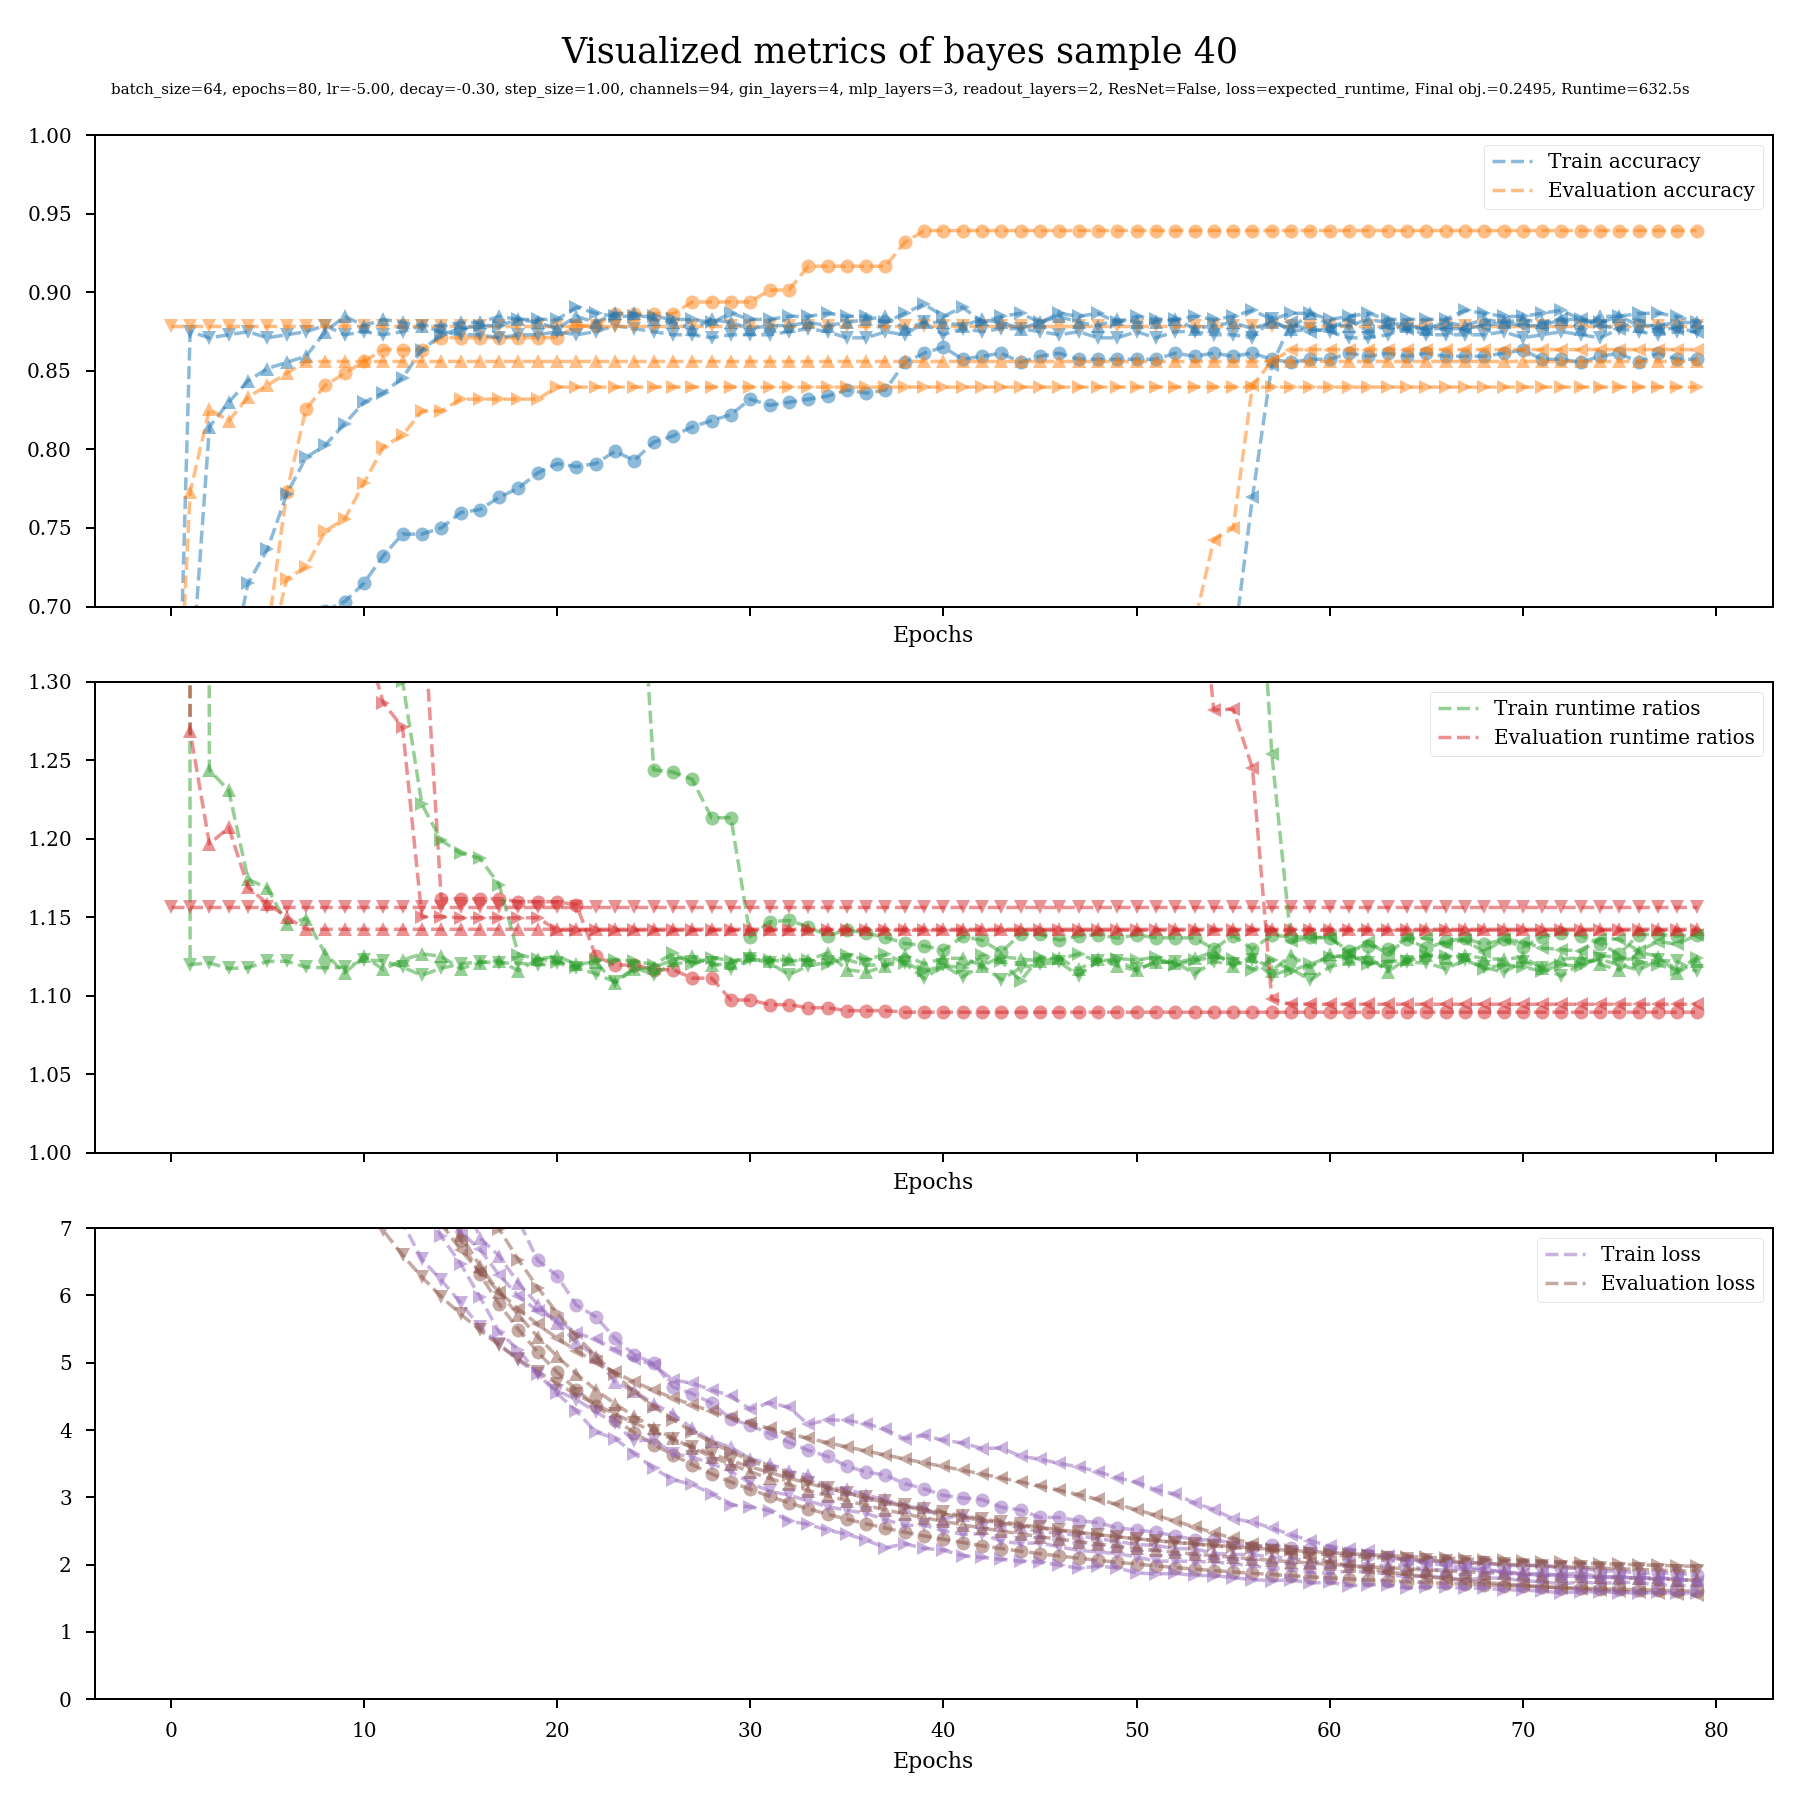 Visualized metrics of bayes sample 40
batch_size=64, epochs=80, lr=-5.00, decay=-0.30, step_size=1.00, channels=94, gin_layers=4, mlp_layers=3, readout_layers=2, ResNet=False, loss=expected_runtime, Final obj.=0.2495, Runtime=632.5s
1.00
0.95
0.90
0.85
0.80
0.75
0.70
Train accuracy
Evaluation accuracy
Epochs
1.30
1.25
1.20
1.15
1.10
1.05
1.00
Train runtime ratios
Evaluation runtime ratios
Epochs
7
6
5
4
3
2
1
0
Train loss
Evaluation loss
0 10 20 30 40 50 60 70 80
Epochs